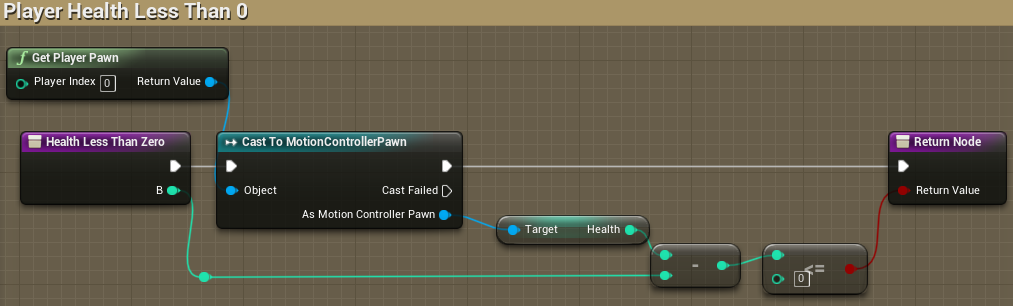 Player Health Less Than 0
f Get Player Pawn
Player Index 0 Return Value
Health Less Than Zero
B
Cast To MotionControllerPawn
Object Cast Failed
As Motion Controller Pawn
Target Health
-
0 <=
Return Node
Return Value